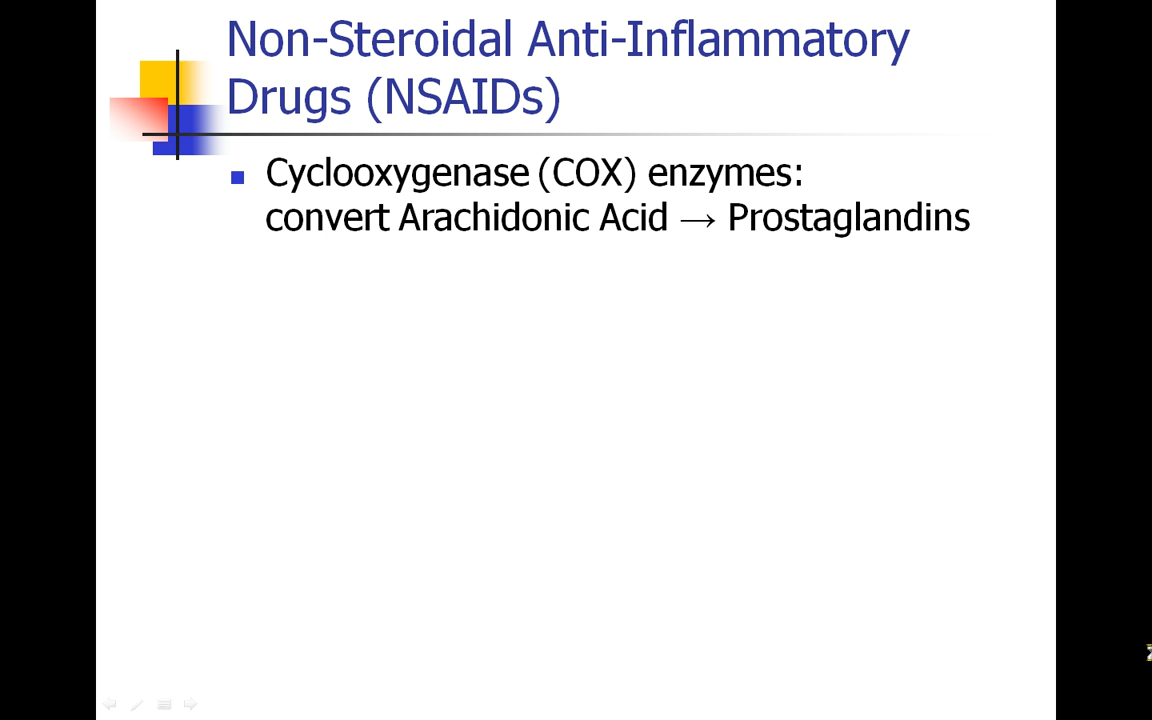 Non-Steroidal Anti-Inflammatory
Drugs (NSAIDs)
Cyclooxygenase (COX) enzymes:
convert Arachidonic Acid → Prostaglandins